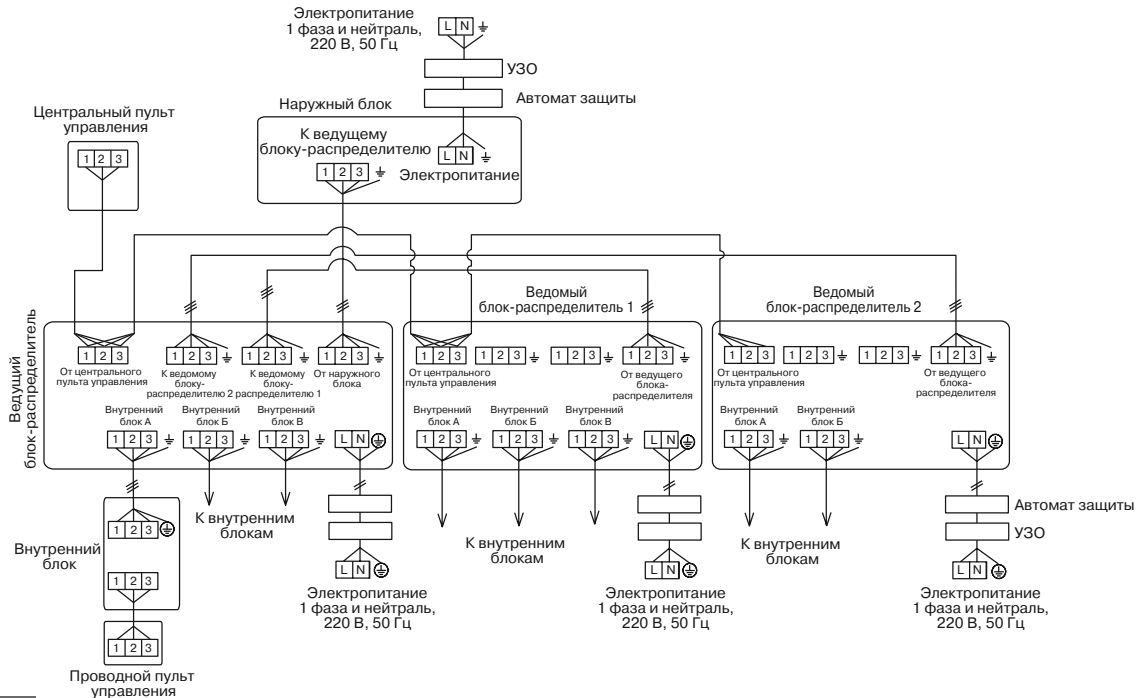 Электропитание
1 фаза и нейтраль,
220 В, 50 Гц
L N
УЗО
Автомат защиты
Наружный блок
К ведущему
блоку-распределителю
L N
1 2 3
Электропитание
Центральный пульт
управления
1 2 3
Ведущий
блок-распределитель
1 2 3
От центрального
пульта управления
1 2 3
К ведомому
блоку-
распределителю 2
1 2 3
К ведомому
блоку-
распределителю 1
1 2 3
От наружного
блока
Внутренний
блок А
1 2 3
Внутренний
блок Б
1 2 3
Внутренний
блок В
1 2 3
L N
Ведомый
блок-распределитель 1
1 2 3
От центрального
пульта управления
1 2 3
1 2 3
1 2 3
От ведущего
блока-
распределителя
Внутренний
блок А
1 2 3
Внутренний
блок Б
1 2 3
Внутренний
блок В
1 2 3
L N
Ведомый
блок-распределитель 2
1 2 3
От центрального
пульта управления
1 2 3
1 2 3
1 2 3
От ведущего
блока-
распределителя
Внутренний
блок А
1 2 3
Внутренний
блок Б
1 2 3
L N
1 2 3
Внутренний
блок
1 2 3
1 2 3
Проводной пульт
управления
К внутренним
блокам
L N
Электропитание
1 фаза и нейтраль,
220 В, 50 Гц
К внутренним
блокам
L N
Электропитание
1 фаза и нейтраль,
220 В, 50 Гц
К внутренним
блокам
Автомат защиты
УЗО
L N
Электропитание
1 фаза и нейтраль,
220 В, 50 Гц